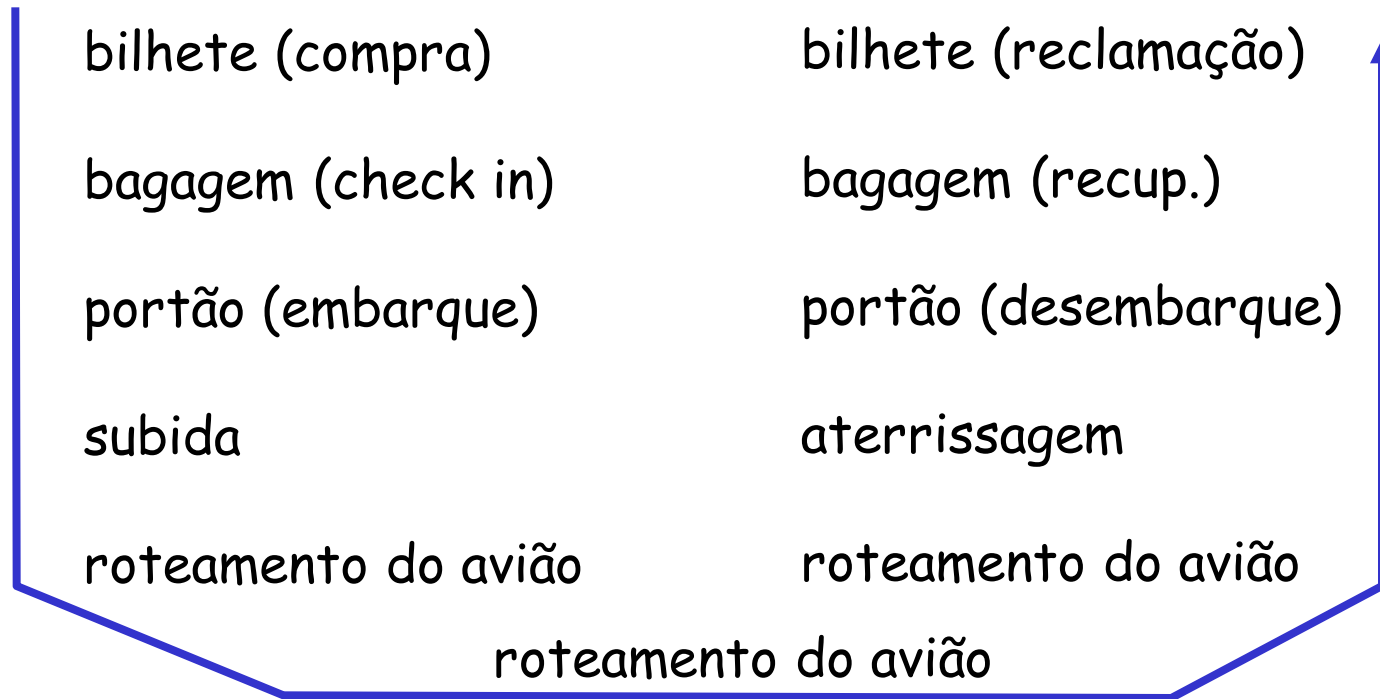 bilhete (compra)
bagagem (check in)
portão (embarque)
subida
roteamento do avião
bilhete (reclamação)
bagagem (recup.)
portão (desembarque)
aterrissagem
roteamento do avião
roteamento do avião